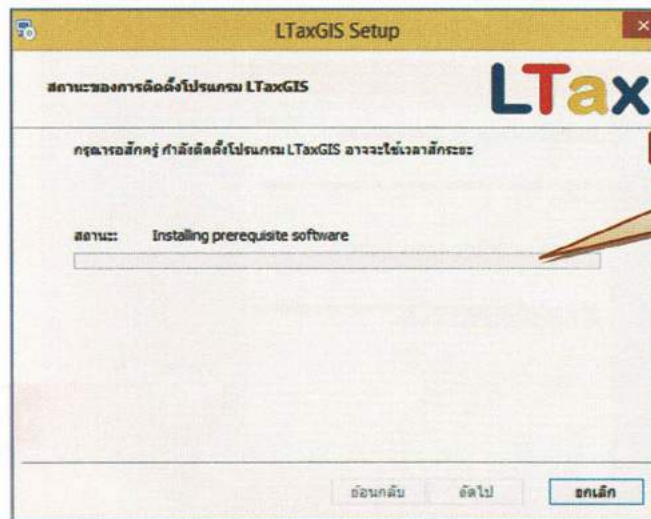 LTaxGIS Setup
สถานะของการติดตั้งโปรแกรม LTaxGIS
LTax
กรุณารอสักครู่ กำลังติดตั้งโปรแกรม LTaxGIS อาจจะใช้เวลาสักระยะ
สถานะ: Installing prerequisite software
ย้อนกลับ ถัดไป ยกเลิก